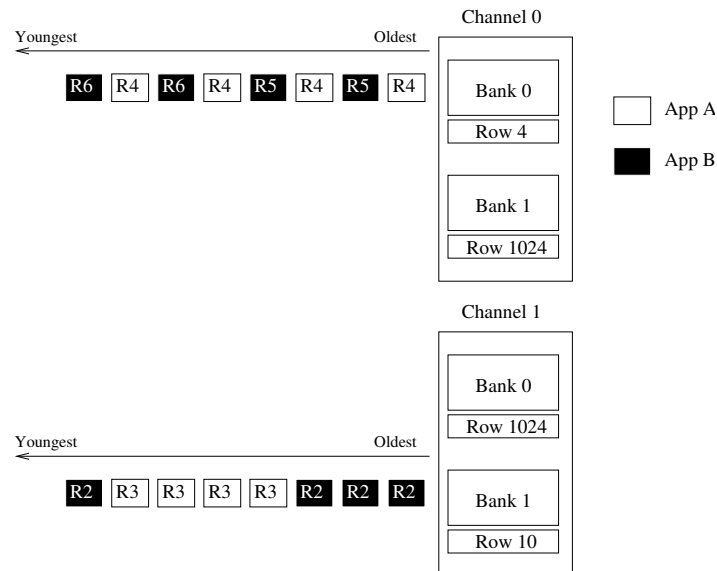 Channel 0
Youngest Oldest
R6 R4 R6 R4 R5 R4 R5 R4
Bank 0
Row 4
Bank 1
Row 1024
App A
App B
Channel 1
Bank 0
Row 1024
Youngest Oldest
R2 R3 R3 R3 R3 R2 R2 R2
Bank 1
Row 10